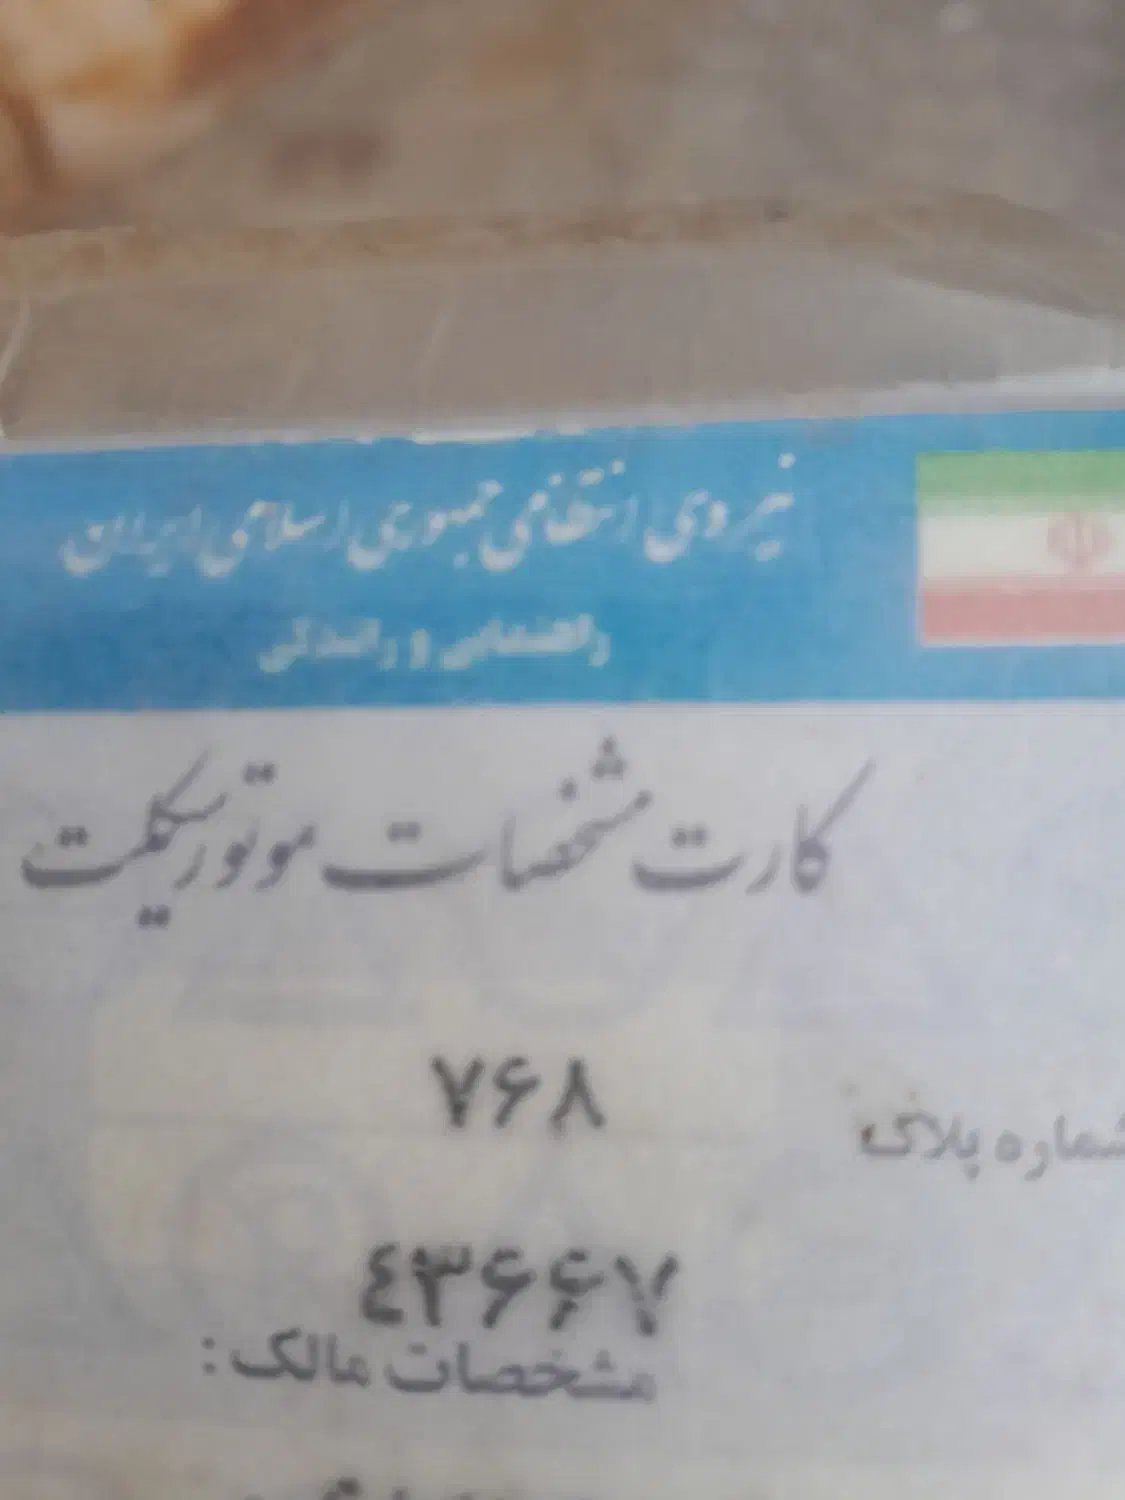 نیروی انتظامی جمهوری اسلامی ایران
راهنمایی و رانندگی
کارت مشخصات موتورسیکلت
۷۶۸
شماره پلاک
۴۳۶۶۷
مشخصات مالک :